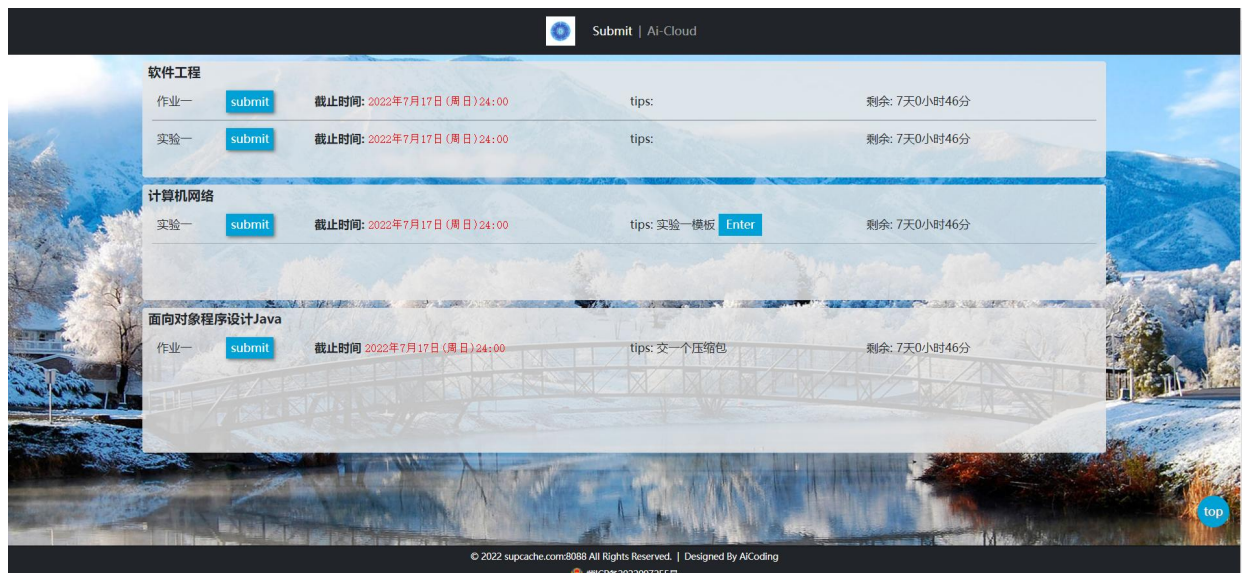 Submit | Ai-Cloud
软件工程
作业一 submit 截止时间: 2022年7月17日(周日)24:00 tips: 剩余: 7天0小时46分
实验一 submit 截止时间: 2022年7月17日(周日)24:00 tips: 剩余: 7天0小时46分
计算机网络
实验一 submit 截止时间: 2022年7月17日(周日)24:00 tips: 实验一模板 Enter 剩余: 7天0小时46分
面向对象程序设计Java
作业一 submit 截止时间 2022年7月17日(周日)24:00 tips: 交一个压缩包 剩余: 7天0小时46分
top
© 2022 supcache.com:8088 All Rights Reserved. | Designed By AiCoding